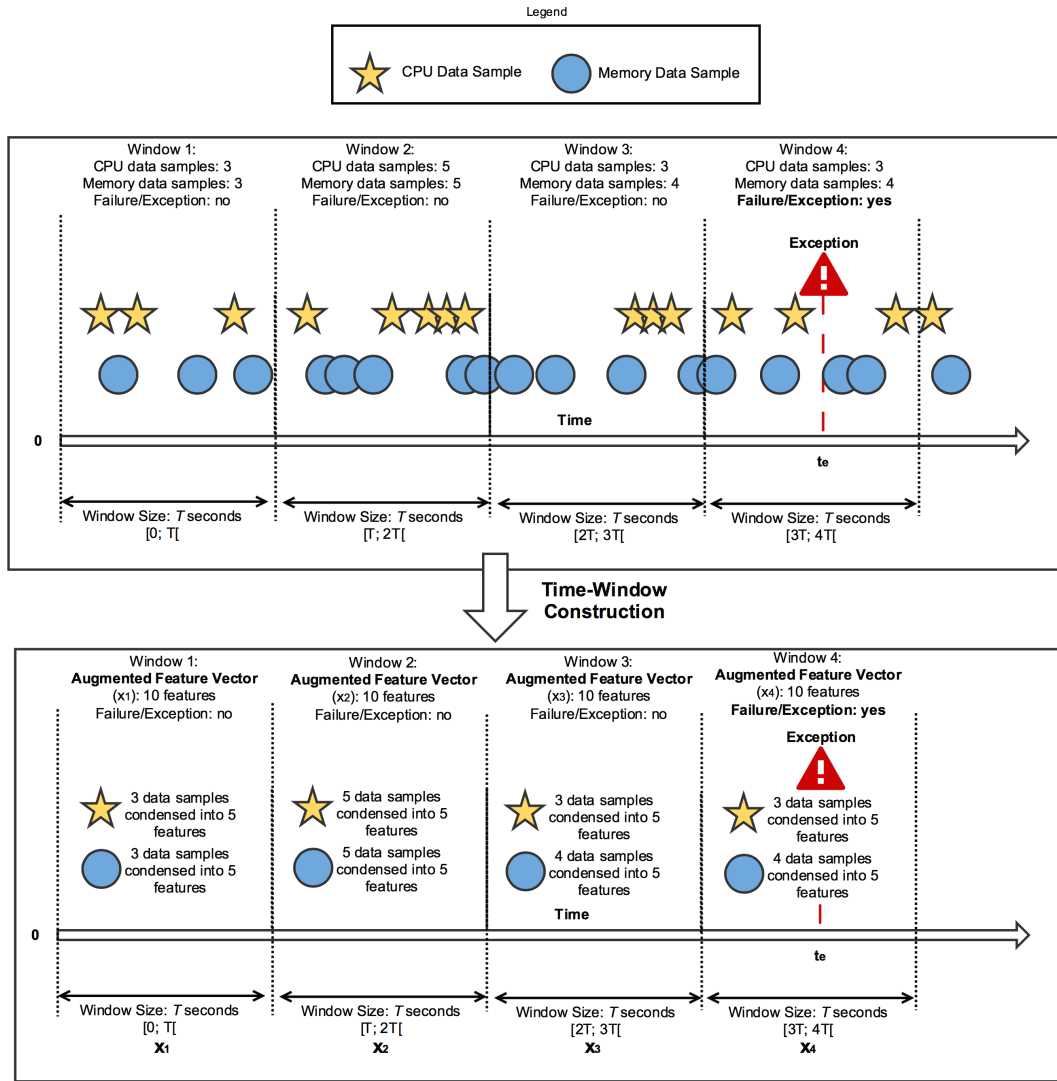 Legend
CPU Data Sample
Memory Data Sample
Window 1:
CPU data samples: 3
Memory data samples: 3
Failure/Exception: no
Window 2:
CPU data samples: 5
Memory data samples: 5
Failure/Exception: no
Window 3:
CPU data samples: 3
Memory data samples: 4
Failure/Exception: no
Window 4:
CPU data samples: 3
Memory data samples: 4
Failure/Exception: yes
Exception
!
Time
0
te
Window Size: T seconds
[0; T[
Window Size: T seconds
[T; 2T[
Window Size: T seconds
[2T; 3T[
Window Size: T seconds
[3T; 4T[
Time-Window
Construction
Window 1:
Augmented Feature Vector
(x1): 10 features
Failure/Exception: no
Window 2:
Augmented Feature Vector
(x2): 10 features
Failure/Exception: no
Window 3:
Augmented Feature Vector
(x3): 10 features
Failure/Exception: no
Window 4:
Augmented Feature Vector
(x4): 10 features
Failure/Exception: yes
Exception
!
3 data samples
condensed into 5
features
3 data samples
condensed into 5
features
5 data samples
condensed into 5
features
5 data samples
condensed into 5
features
3 data samples
condensed into 5
features
4 data samples
condensed into 5
features
3 data samples
condensed into 5
features
4 data samples
condensed into 5
features
Time
0
te
Window Size: T seconds
[0; T[
x1
Window Size: T seconds
[T; 2T[
x2
Window Size: T seconds
[2T; 3T[
x3
Window Size: T seconds
[3T; 4T[
x4